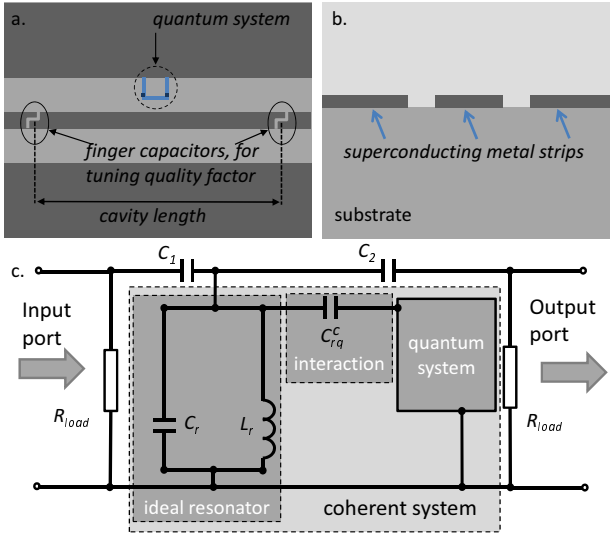 a.
quantum system
finger capacitors, for
tuning quality factor
cavity length
b.
superconducting metal strips
substrate
c.
C1
C2
Input
port
Rload
Cr
Lr
ideal resonator
Crqc
interaction
quantum
system
coherent system
Output
port
Rload